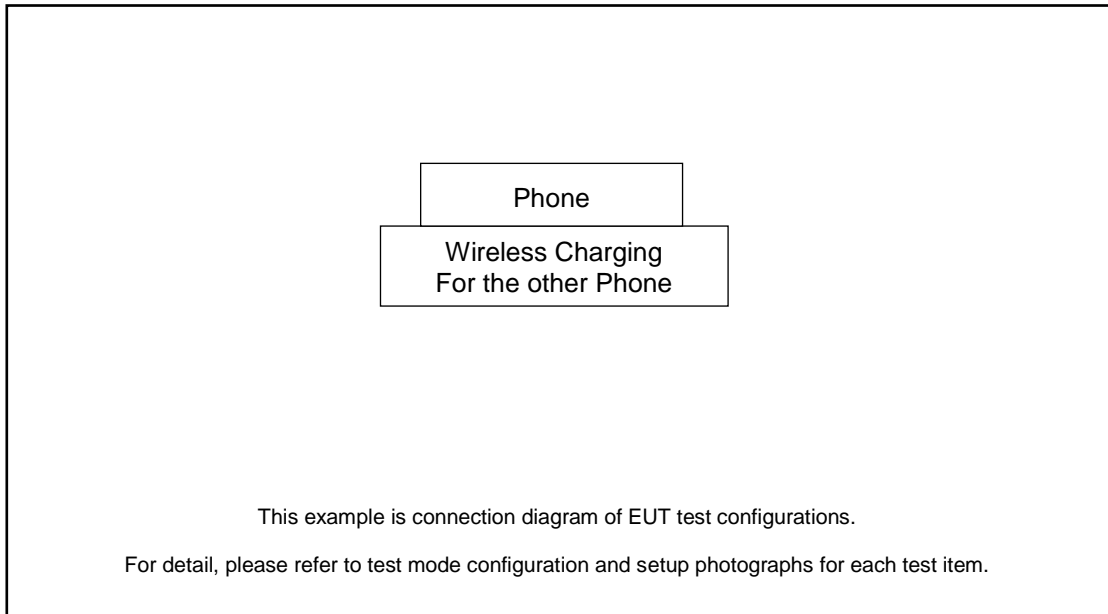 Phone
Wireless Charging
For the other Phone
This example is connection diagram of EUT test configurations.
For detail, please refer to test mode configuration and setup photographs for each test item.